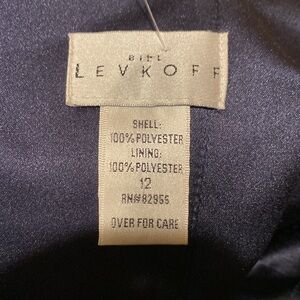 BILL
LEVKOFF
SHELL:
100% POLYESTER
LINING:
100% POLYESTER
12
RN#82955
OVER FOR CARE